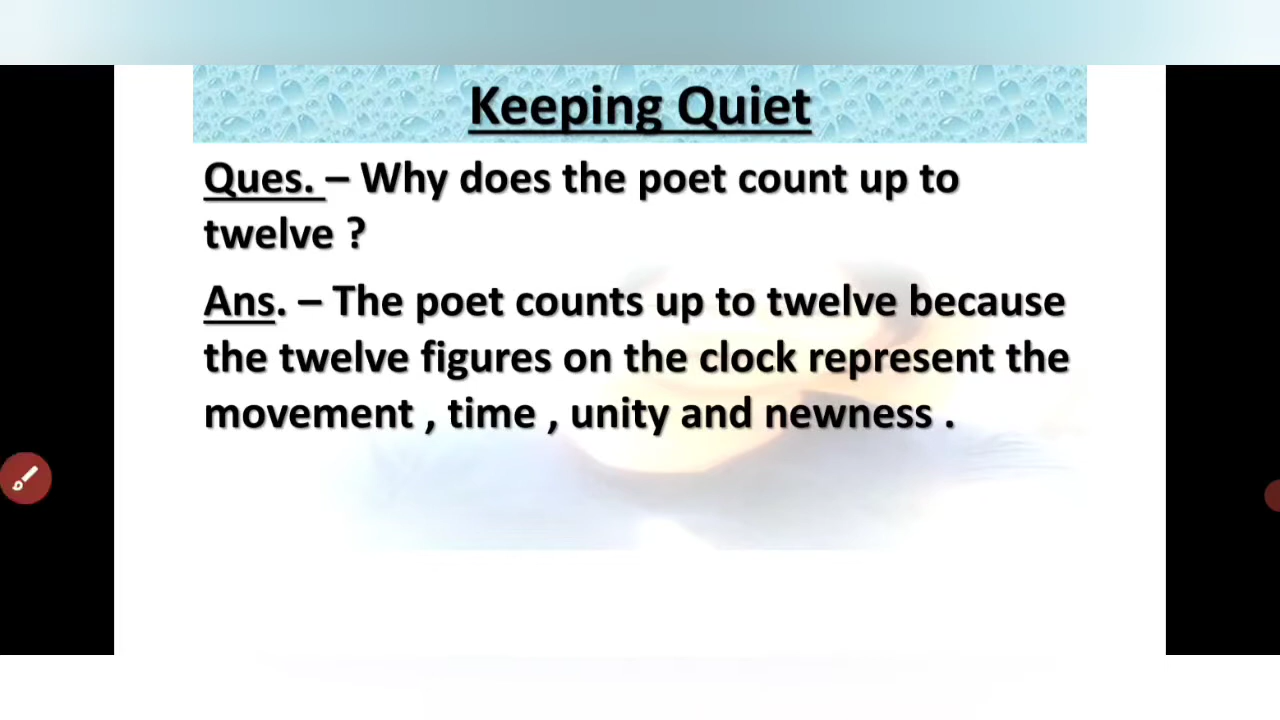 Keeping Quiet
Ques. – Why does the poet count up to
twelve ?
Ans. – The poet counts up to twelve because
the twelve figures on the clock represent the
movement , time , unity and newness .